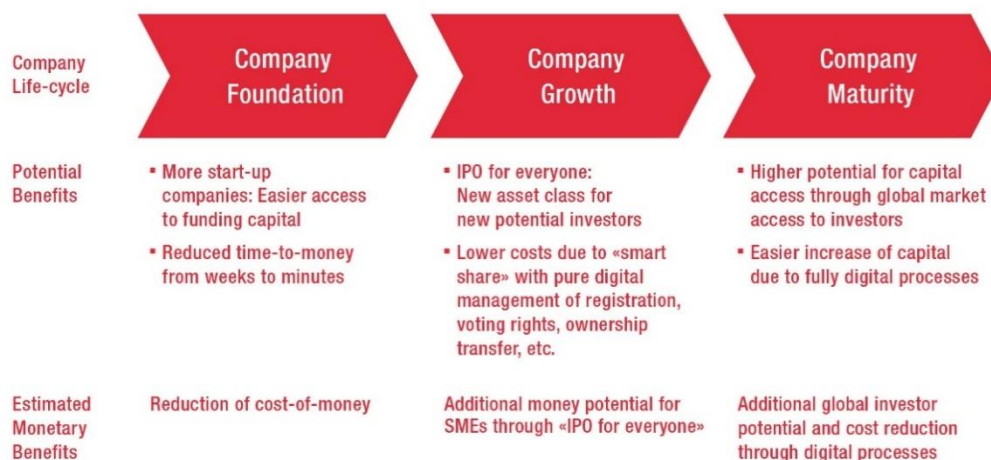 Company
Life-cycle
Company
Foundation
Company
Growth
Company
Maturity
Potential
Benefits
▪ More start-up
companies: Easier access
to funding capital
▪ Reduced time-to-money
from weeks to minutes
▪ IPO for everyone:
New asset class for
new potential investors
▪ Lower costs due to «smart
share» with pure digital
management of registration,
voting rights, ownership
transfer, etc.
▪ Higher potential for capital
access through global market
access to investors
▪ Easier increase of capital
due to fully digital processes
Estimated
Monetary
Benefits
Reduction of cost-of-money
Additional money potential for
SMEs through «IPO for everyone»
Additional global investor
potential and cost reduction
through digital processes